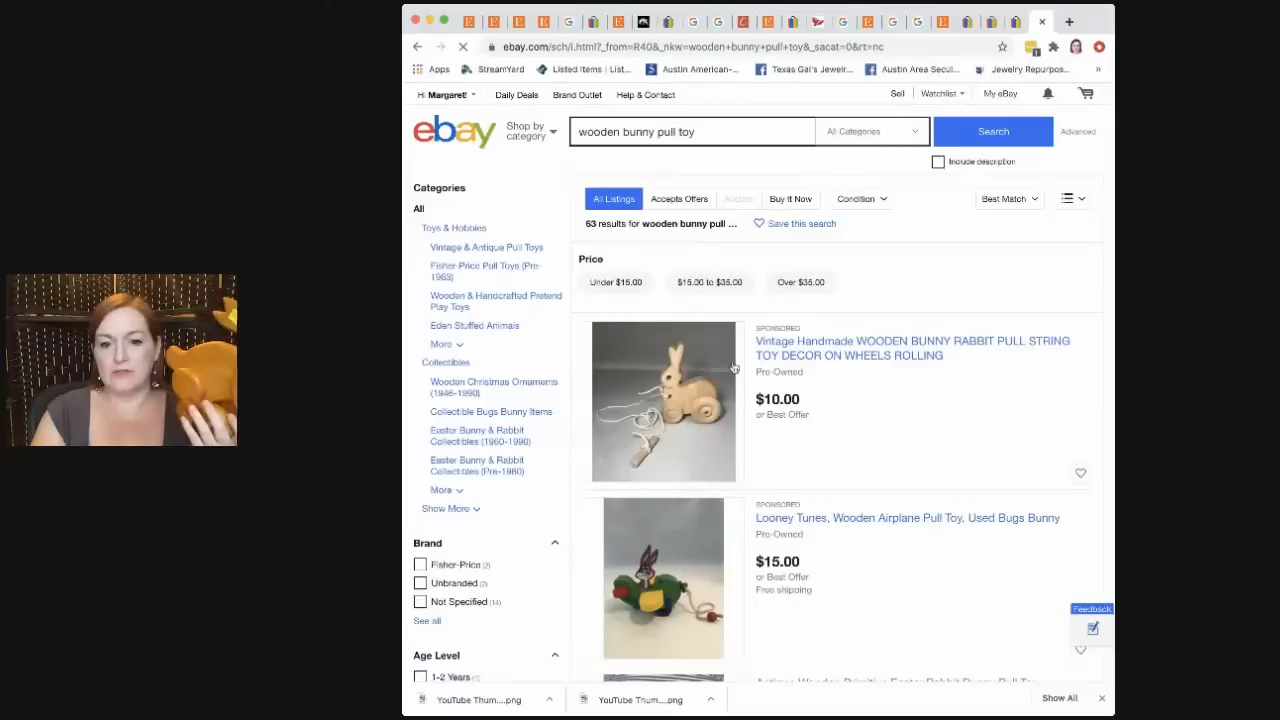 ebay.com/sch/i.html?_from=R40&_nkw=wooden+bunny+pull+toy&_sacat=0&rt=nc
Apps StreamYard Listed Items | List... Austin American-... Texas Gal's Jewelr... Austin Area Secul... Jewelry Repurpos... »
Hi Margaret! Daily Deals Brand Outlet Help & Contact Sell Watchlist My eBay
ebay Shop by category wooden bunny pull toy All Categories Search Advanced
Include description
Categories
All
Toys & Hobbies
Vintage & Antique Pull Toys
Fisher-Price Pull Toys (Pre-
1963)
Wooden & Handcrafted Pretend
Play Toys
Eden Stuffed Animals
More
Collectibles
Wooden Christmas Ornaments
(1946-1990)
Collectible Bugs Bunny Items
Easter Bunny & Rabbit
Collectibles (1960-1990)
Easter Bunny & Rabbit
Collectibles (Pre-1960)
More
Show More
Brand
Fisher-Price (2)
Unbranded (2)
Not Specified (14)
See all
Age Level
1-2 Years
All Listings Accepts Offers Auction Buy It Now Condition Best Match
63 results for wooden bunny pull ... Save this search
Price
Under $15.00 $15.00 to $35.00 Over $35.00
SPONSORED
Vintage Handmade WOODEN BUNNY RABBIT PULL STRING
TOY DECOR ON WHEELS ROLLING
Pre-Owned
$10.00
or Best Offer
SPONSORED
Looney Tunes, Wooden Airplane Pull Toy, Used Bugs Bunny
Pre-Owned
$15.00
or Best Offer
Free shipping
Feedback
Antique Wooden Primitive Easter Rabbit Bunny Pull Toy
YouTube Thum....png YouTube Thum....png Show All